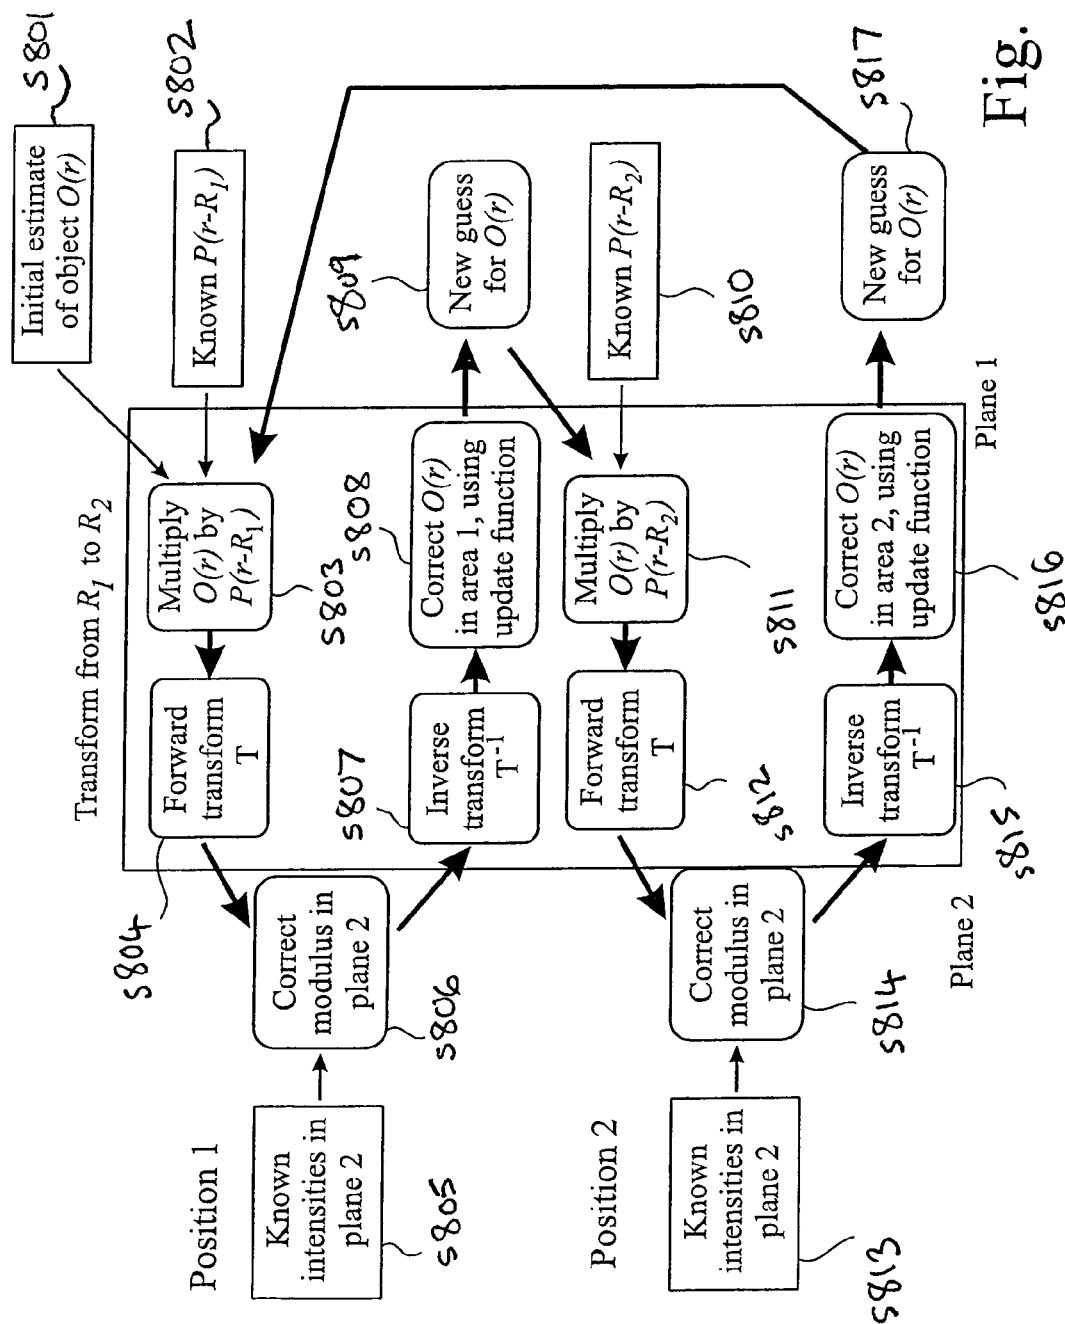 Transform from R1 to R2
Initial estimate
of object O(r)
S801
Known P(r-R1)
S802
Multiply
O(r) by
P(r-R1)
S803
Forward
transform
T
S804
Position 1
Known
intensities in
plane 2
S805
Correct
modulus in
plane 2
S806
Inverse
transform
T-1
S807
Correct O(r)
in area 1, using
update function
S808
New guess
for O(r)
S809
Known P(r-R2)
S810
Multiply
O(r) by
P(r-R2)
S811
Forward
transform
T
S812
Position 2
Known
intensities in
plane 2
S813
Correct
modulus in
plane 2
S814
Inverse
transform
T-1
S815
Correct O(r)
in area 2, using
update function
S816
New guess
for O(r)
S817
Plane 2
Plane 1
Fig.